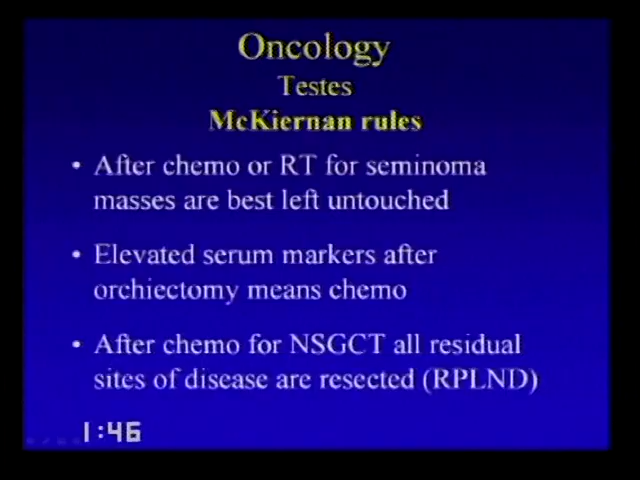 Oncology
Testes
McKiernan rules
• After chemo or RT for seminoma
masses are best left untouched
• Elevated serum markers after
orchiectomy means chemo
• After chemo for NSGCT all residual
sites of disease are resected (RPLND)
1:46